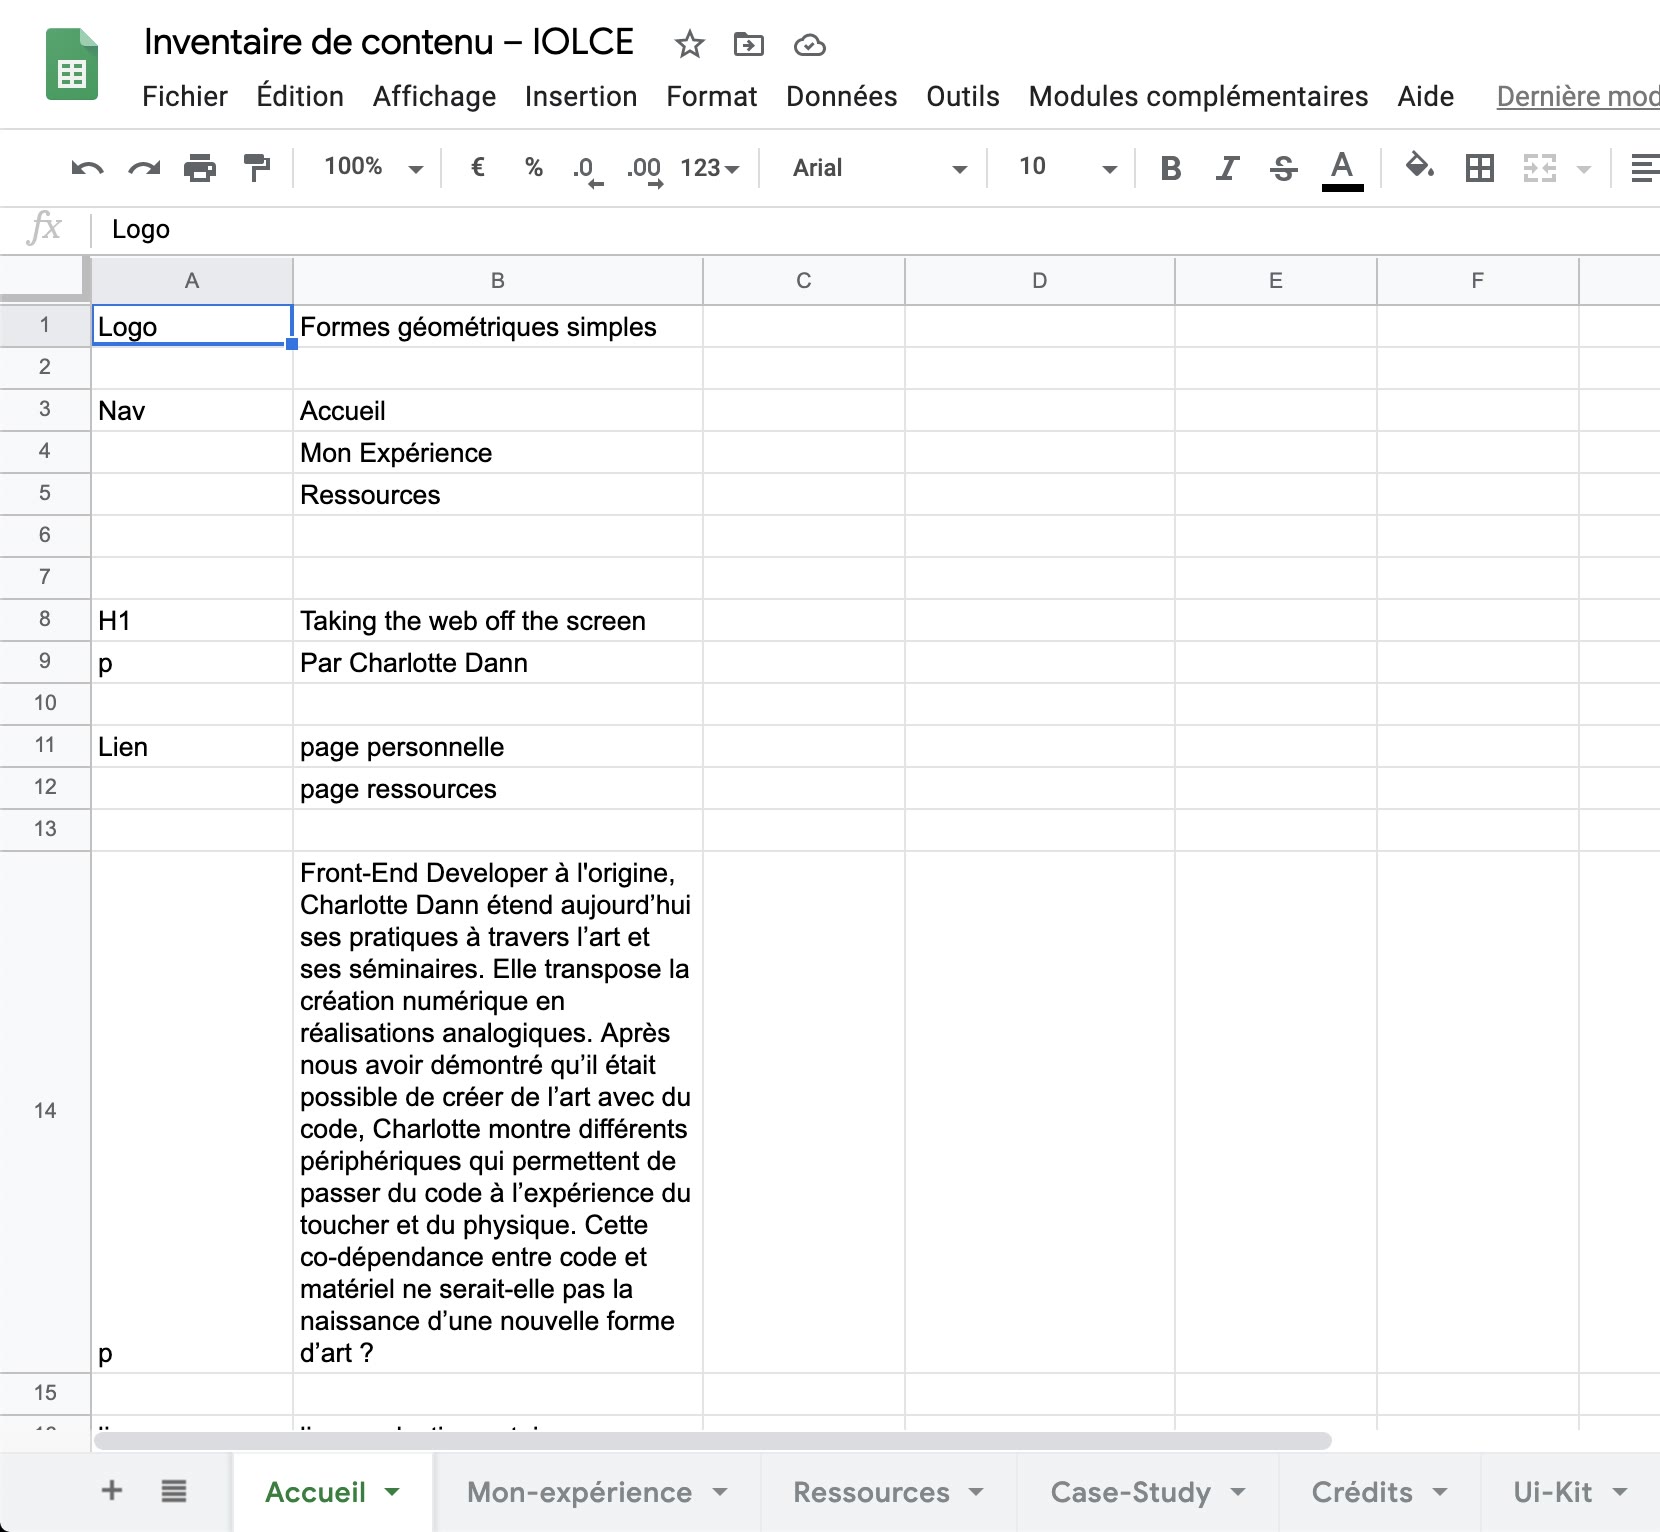 Inventaire de contenu – IOLCE
Fichier Édition Affichage Insertion Format Données Outils Modules complémentaires Aide Dernière mod
100% € % .0 .00 123 Arial 10 B I S A
fx Logo
A B C D E F
1 Logo Formes géométriques simples
2
3 Nav Accueil
4 Mon Expérience
5 Ressources
6
7
8 H1 Taking the web off the screen
9 p Par Charlotte Dann
10
11 Lien page personnelle
12 page ressources
13
Front-End Developer à l'origine,
Charlotte Dann étend aujourd’hui
ses pratiques à travers l’art et
ses séminaires. Elle transpose la
création numérique en
réalisations analogiques. Après
nous avoir démontré qu’il était
possible de créer de l’art avec du
code, Charlotte montre différents
14 périphériques qui permettent de
passer du code à l’expérience du
toucher et du physique. Cette
co-dépendance entre code et
matériel ne serait-elle pas la
naissance d’une nouvelle forme
p d’art ?
15
Accueil Mon-expérience Ressources Case-Study Crédits Ui-Kit